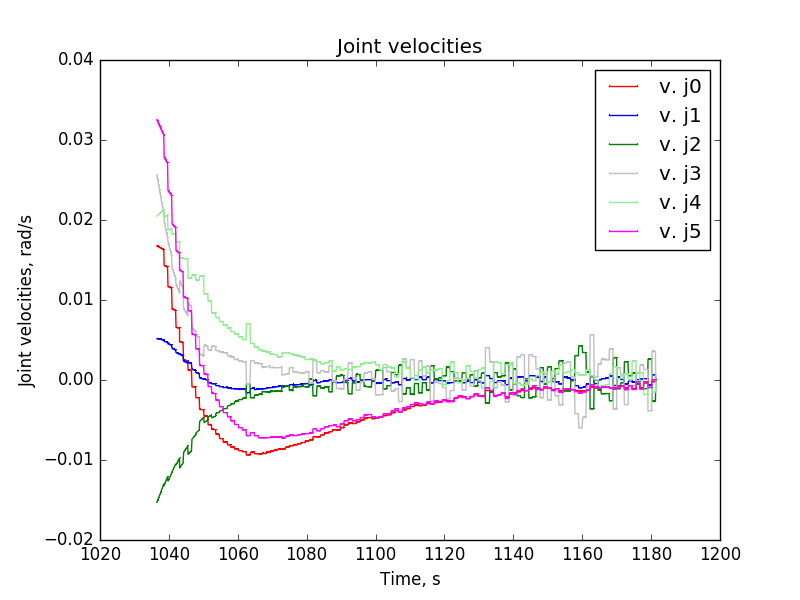 Joint velocities
0.04
0.03
0.02
0.01
0.00
−0.01
−0.02
Joint velocities, rad/s
v. j0
v. j1
v. j2
v. j3
v. j4
v. j5
1020 1040 1060 1080 1100 1120 1140 1160 1180 1200
Time, s